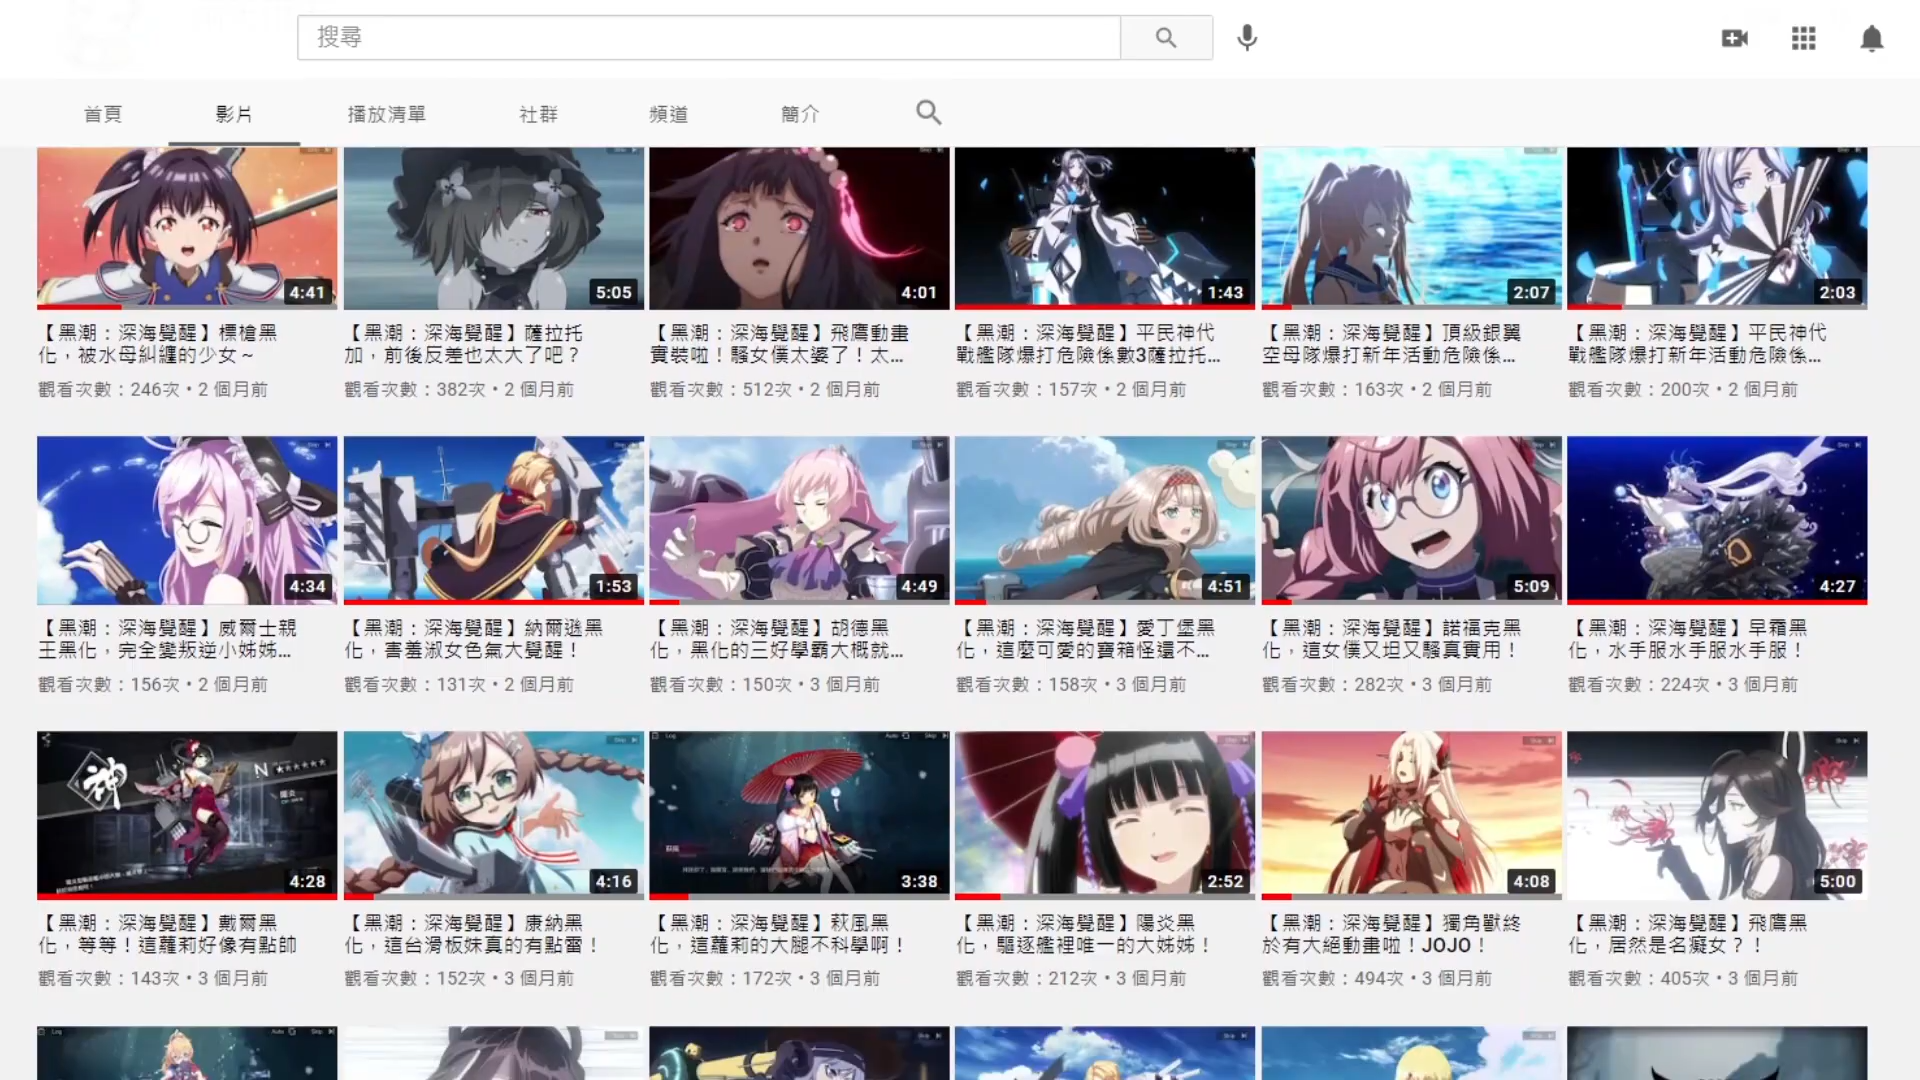 搜尋
首頁
影片
播放清單
社群
頻道
簡介
4:41
5:05
4:01
1:43
2:07
2:03
【黑潮：深海覺醒】標槍黑
化，被水母糾纏的少女～
觀看次數：246次・2 個月前
【黑潮：深海覺醒】薩拉托
加，前後反差也太大了吧？
觀看次數：382次・2 個月前
【黑潮：深海覺醒】飛鷹動畫
實裝啦！騷女僕太婆了！太...
觀看次數：512次・2 個月前
【黑潮：深海覺醒】平民神代
戰艦隊爆打危險係數3薩拉托...
觀看次數：157次・2 個月前
【黑潮：深海覺醒】頂級銀翼
空母隊爆打新年活動危險係...
觀看次數：163次・2 個月前
【黑潮：深海覺醒】平民神代
戰艦隊爆打新年活動危險係...
觀看次數：200次・2 個月前
4:34
1:53
4:49
4:51
5:09
4:27
【黑潮：深海覺醒】威爾士親
王黑化，完全變叛逆小姊姊...
觀看次數：156次・2 個月前
【黑潮：深海覺醒】納爾遜黑
化，害羞淑女色氣大覺醒！
觀看次數：131次・2 個月前
【黑潮：深海覺醒】胡德黑
化，黑化的三好學霸大概就...
觀看次數：150次・3 個月前
【黑潮：深海覺醒】愛丁堡黑
化，這麼可愛的寶箱怪還不...
觀看次數：158次・3 個月前
【黑潮：深海覺醒】諾福克黑
化，這女僕又坦又騷真實用！
觀看次數：282次・3 個月前
【黑潮：深海覺醒】早霜黑
化，水手服水手服水手服！
觀看次數：224次・3 個月前
神
N
4:28
4:16
3:38
2:52
4:08
5:00
【黑潮：深海覺醒】戴爾黑
化，等等！這蘿莉好像有點帥
觀看次數：143次・3 個月前
【黑潮：深海覺醒】康納黑
化，這台滑板妹真的有點雷！
觀看次數：152次・3 個月前
【黑潮：深海覺醒】萩風黑
化，這蘿莉的大腿不科學啊！
觀看次數：172次・3 個月前
【黑潮：深海覺醒】陽炎黑
化，驅逐艦裡唯一的大姊姊！
觀看次數：212次・3 個月前
【黑潮：深海覺醒】獨角獸終
於有大絕動畫啦！JOJO！
觀看次數：494次・3 個月前
【黑潮：深海覺醒】飛鷹黑
化，居然是名癡女？！
觀看次數：405次・3 個月前